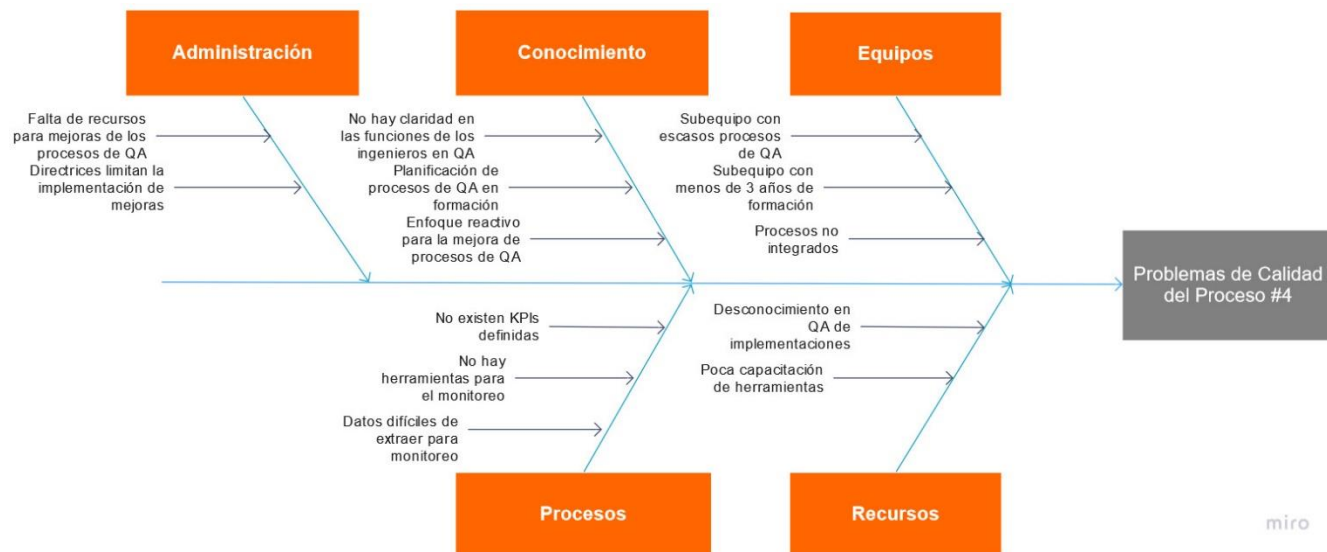 Administración
Conocimiento
Equipos
Falta de recursos
para mejoras de los
procesos de QA
Directrices limitan la
implementación de
mejoras
No hay claridad en
las funciones de los
ingenieros en QA
Planificación de
procesos de QA en
formación
Enfoque reactivo
para la mejora de
procesos de QA
Subequipo con
escasos procesos
de QA
Subequipo con
menos de 3 años de
formación
Procesos no
integrados
Problemas de Calidad
del Proceso #4
No existen KPIs
definidas
No hay
herramientas para
el monitoreo
Datos difíciles de
extraer para
monitoreo
Desconocimiento en
QA de
implementaciones
Poca capacitación
de herramientas
Procesos
Recursos
miro